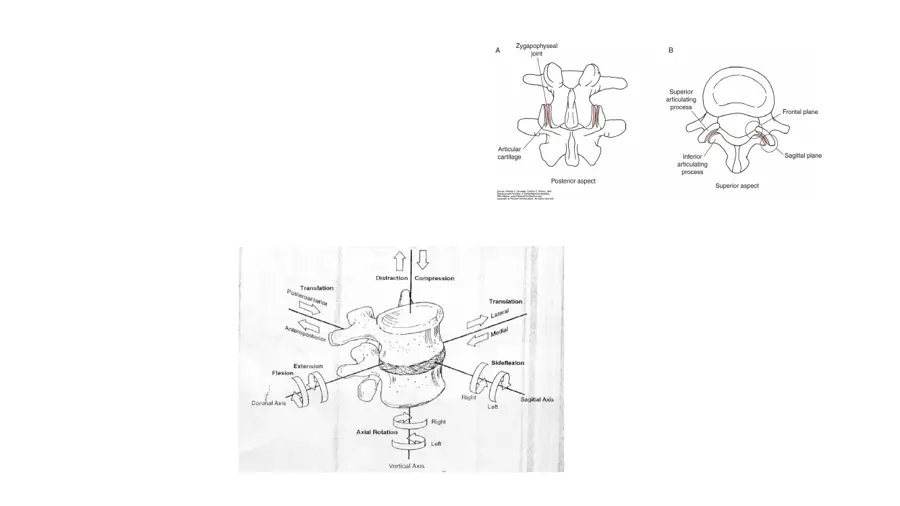 A
Zygapophyseal
joint
Articular
cartilage
Posterior aspect
B
Superior
articulating
process
Frontal plane
Inferior
articulating
process
Sagittal plane
Superior aspect
Distraction
Compression
Translation
Posteroanterior
Anteroposterior
Translation
Lateral
Medial
Extension
Flexion
Coronal Axis
Sideflexion
Right
Left
Sagittal Axis
Axial Rotation
Right
Left
Vertical Axis